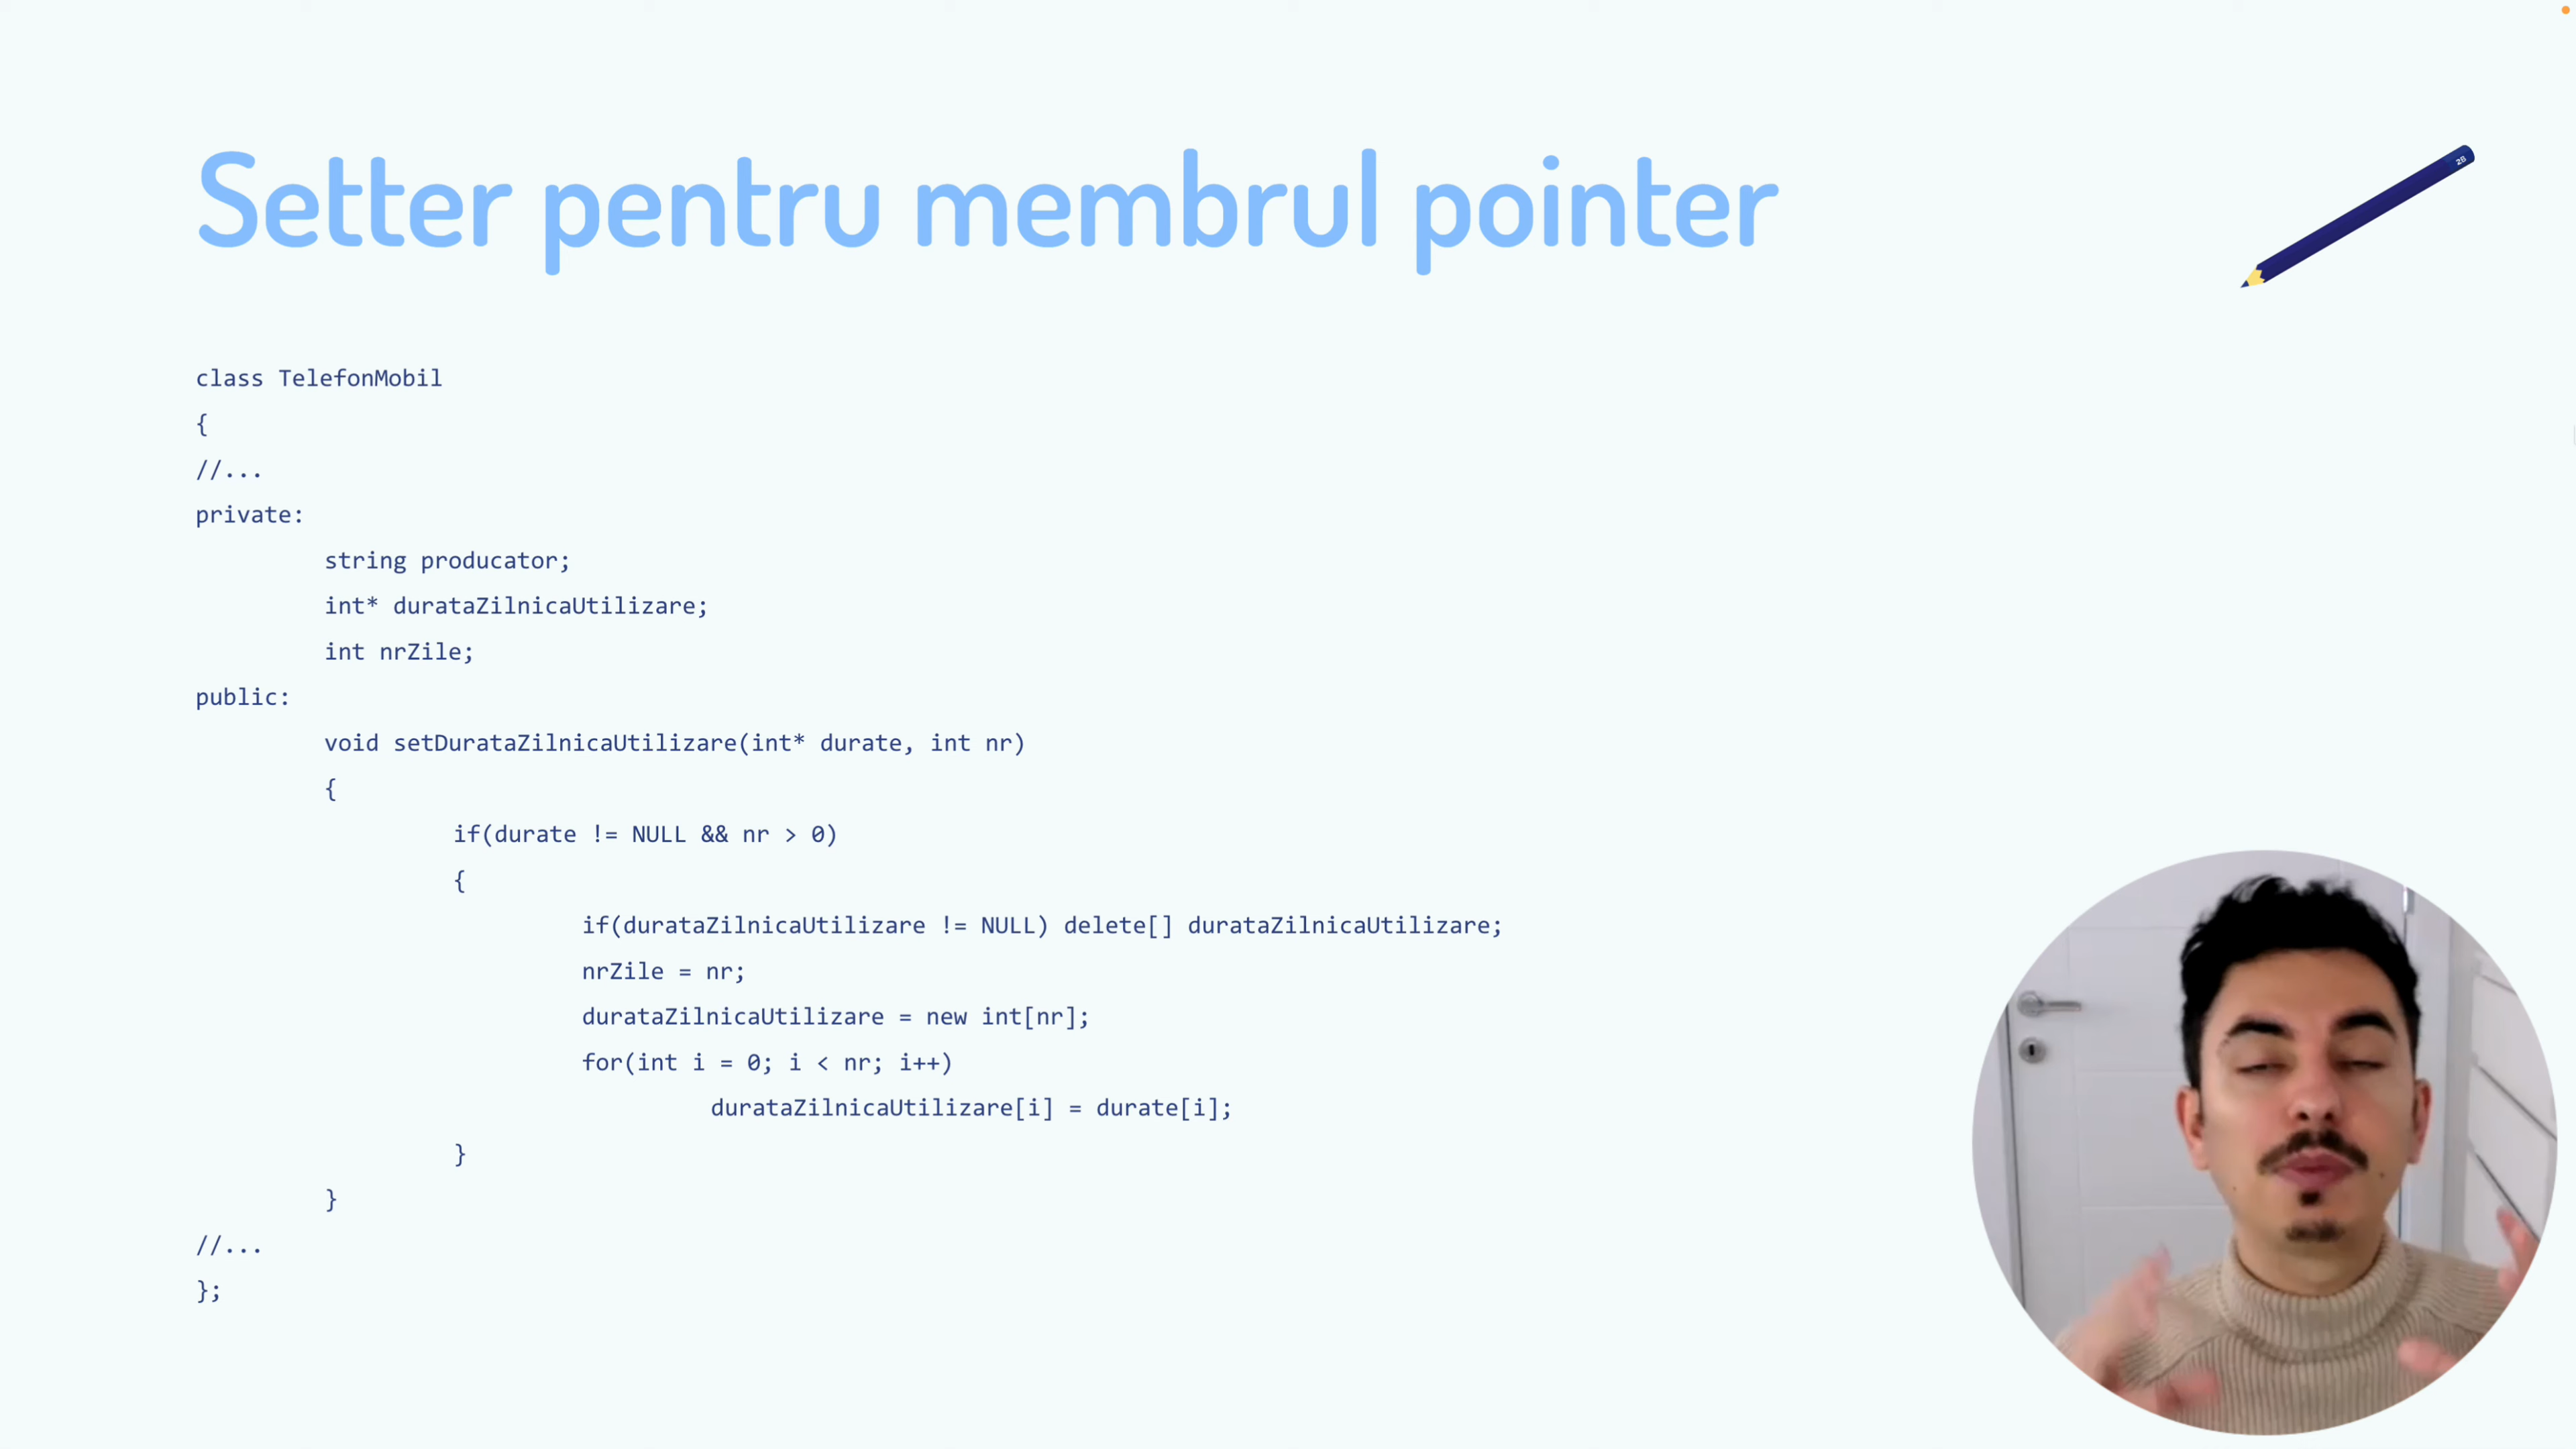 Setter pentru membrul pointer
2B
class TelefonMobil
{
//...
private:
string producator;
int* durataZilnicaUtilizare;
int nrZile;
public:
void setDurataZilnicaUtilizare(int* durate, int nr)
{
if(durate != NULL && nr > 0)
{
if(durataZilnicaUtilizare != NULL) delete[] durataZilnicaUtilizare;
nrZile = nr;
durataZilnicaUtilizare = new int[nr];
for(int i = 0; i < nr; i++)
durataZilnicaUtilizare[i] = durate[i];
}
}
//...
};